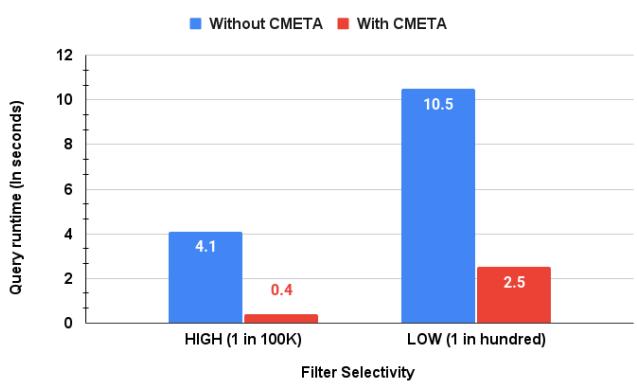 Without CMETA With CMETA
Query runtime (In seconds)
12
10
8
6
4
2
0
4.1
0.4
10.5
2.5
HIGH (1 in 100K) LOW (1 in hundred)
Filter Selectivity